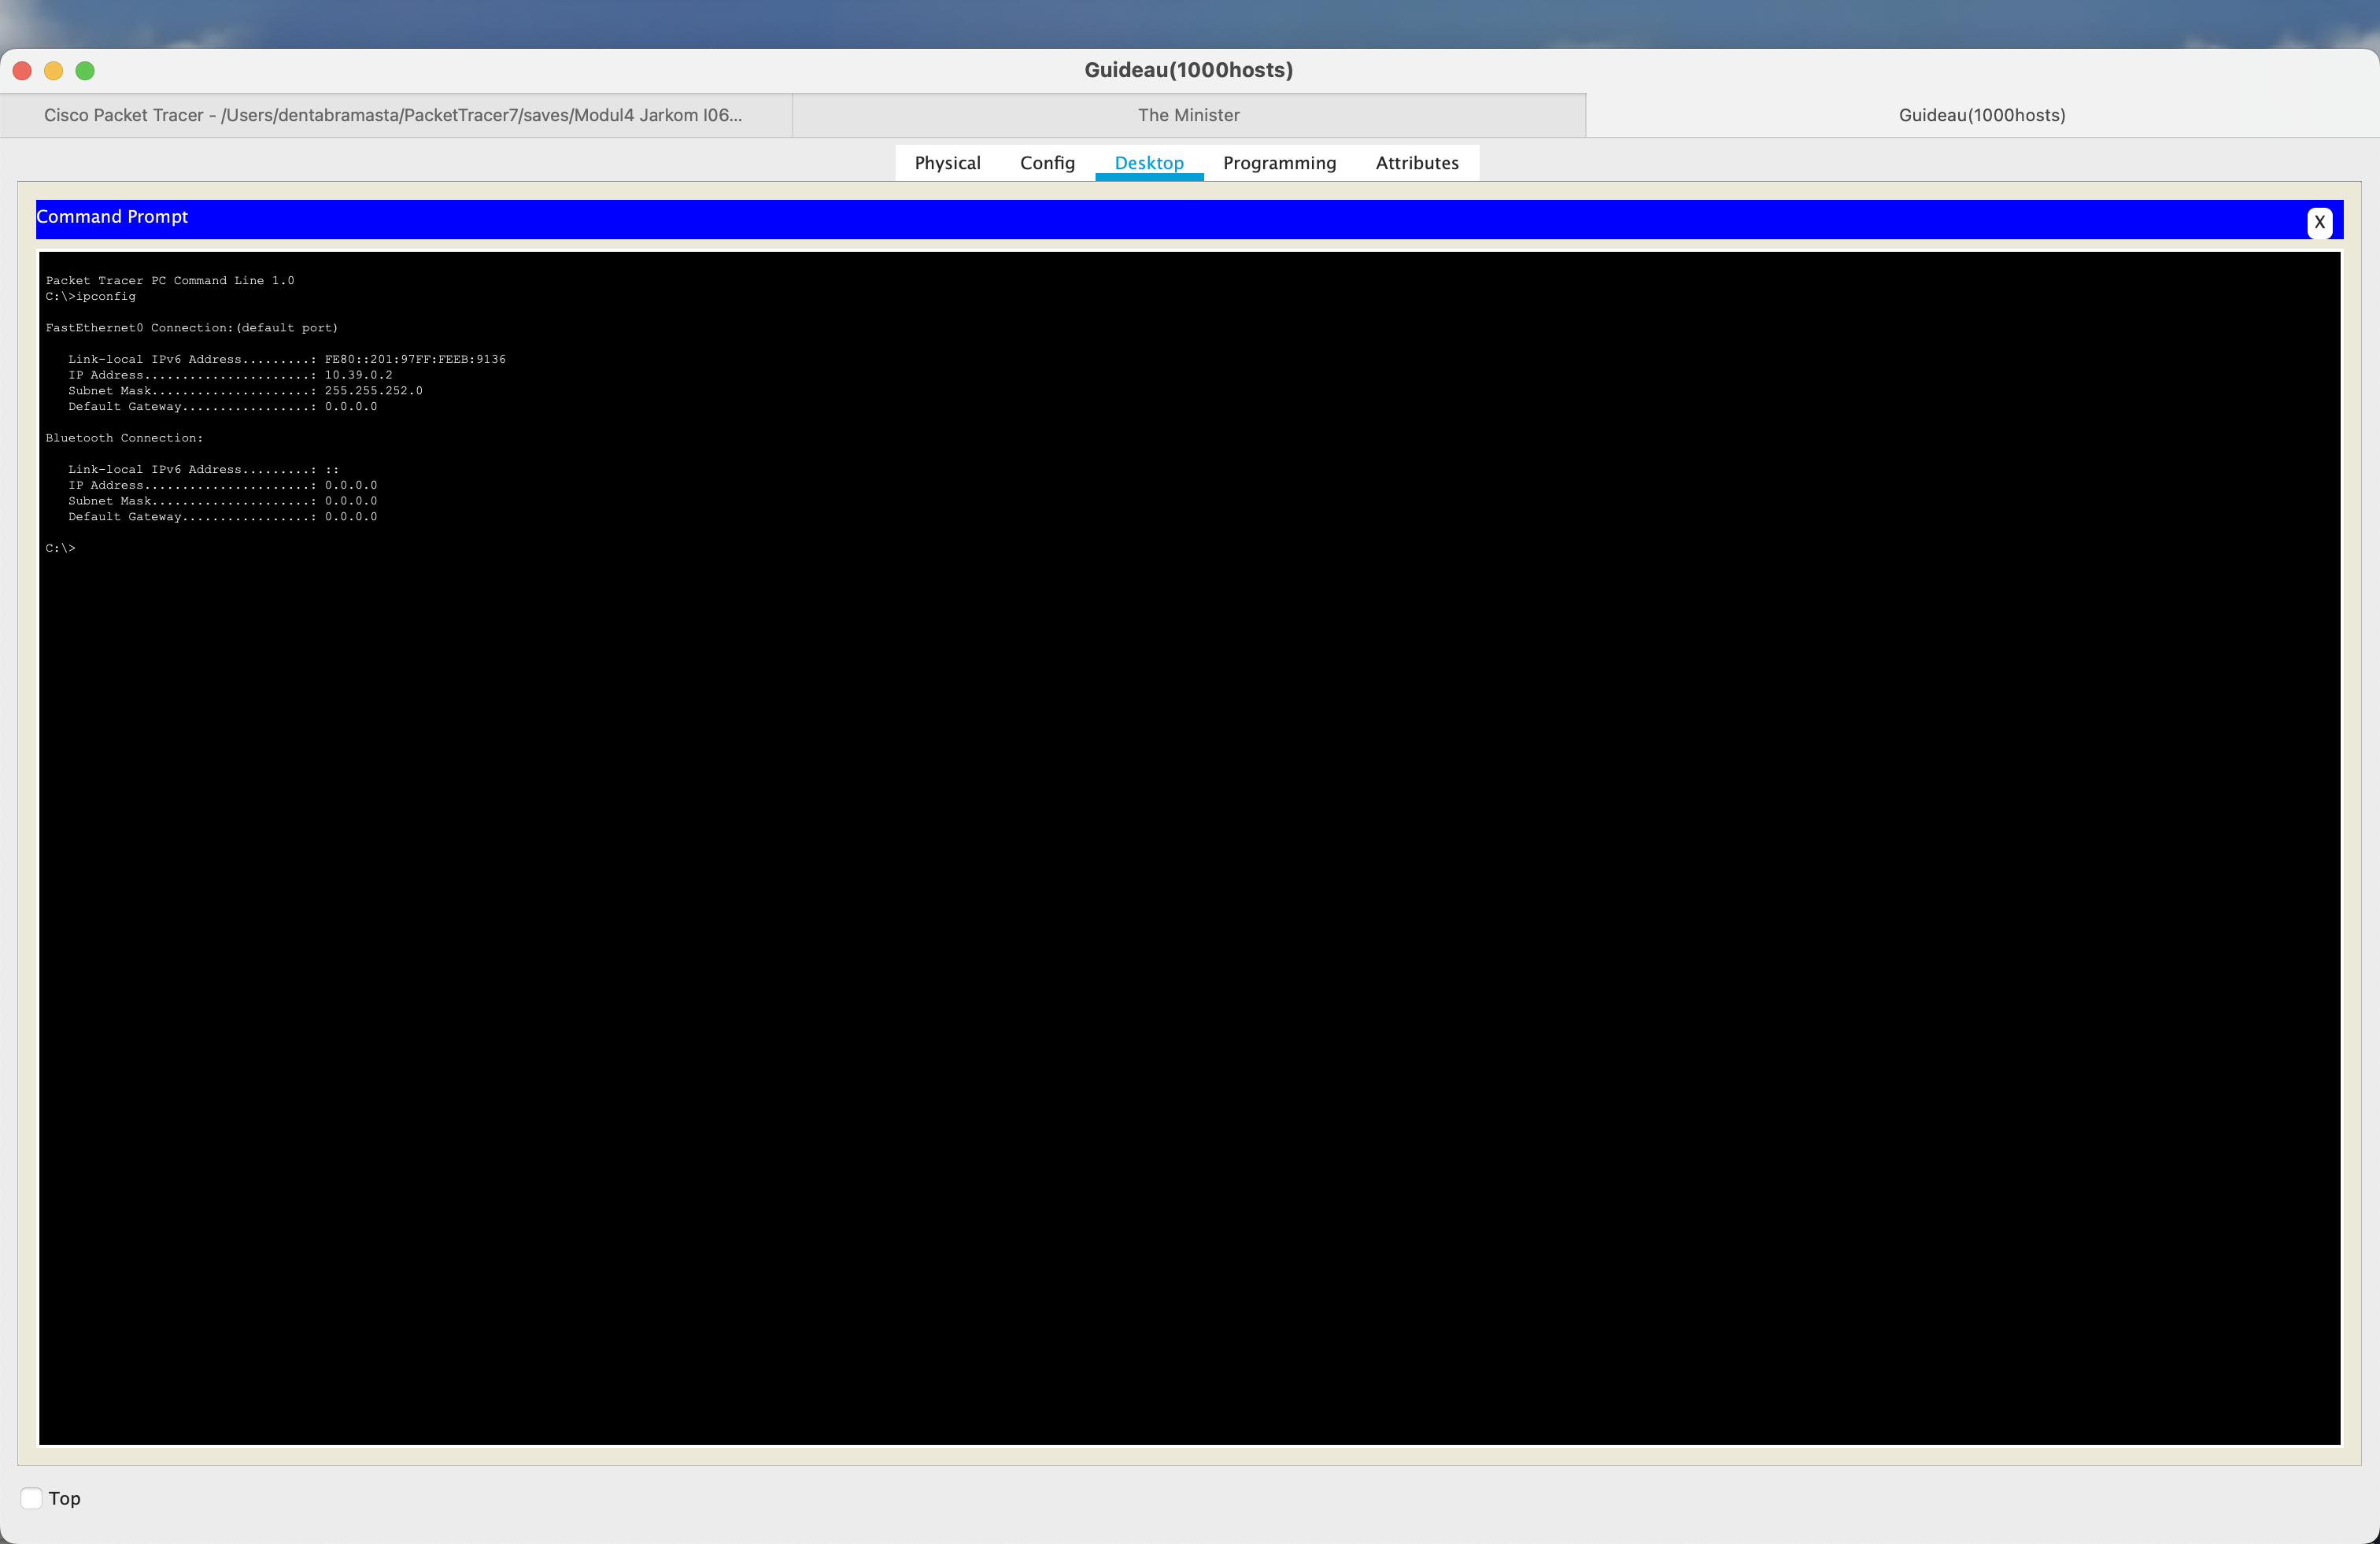 Guideau(1000hosts)
Cisco Packet Tracer - /Users/dentabramasta/PacketTracer7/saves/Modul4 Jarkom I06...
The Minister
Guideau(1000hosts)
Physical Config Desktop Programming Attributes
Command Prompt
X
Packet Tracer PC Command Line 1.0
C:\>ipconfig
FastEthernet0 Connection:(default port)
Link-local IPv6 Address.........: FE80::201:97FF:FEEB:9136
IP Address......................: 10.39.0.2
Subnet Mask.....................: 255.255.252.0
Default Gateway.................: 0.0.0.0
Bluetooth Connection:
Link-local IPv6 Address.........: ::
IP Address......................: 0.0.0.0
Subnet Mask.....................: 0.0.0.0
Default Gateway.................: 0.0.0.0
C:\>
Top